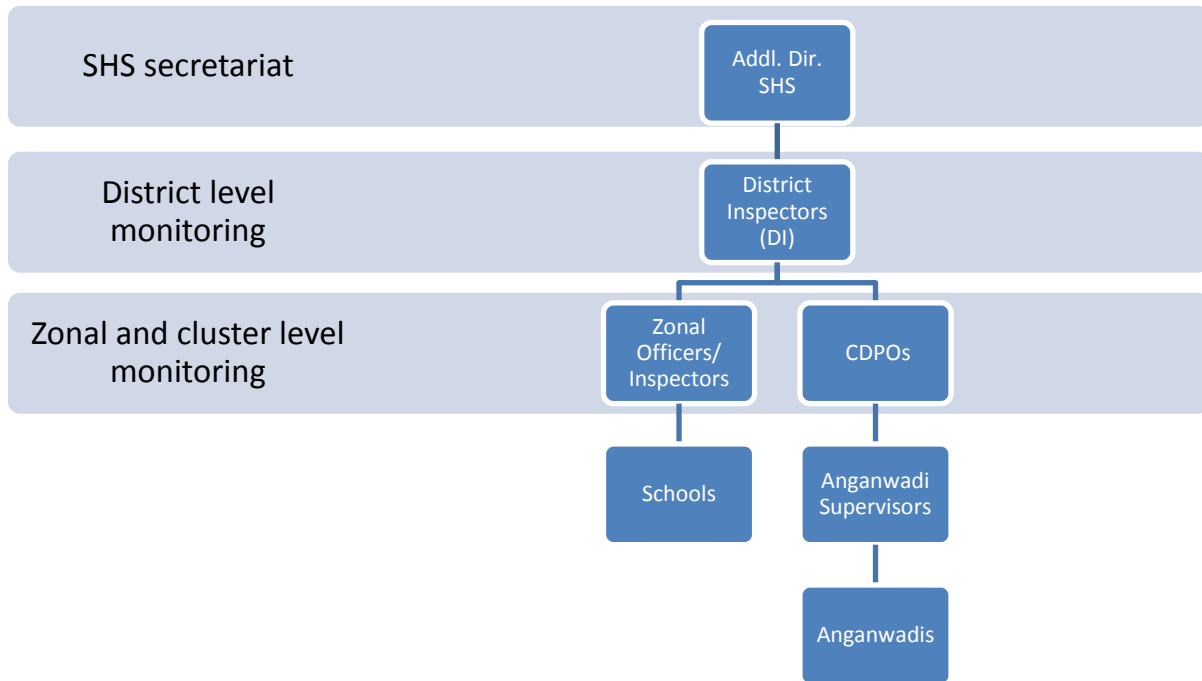 SHS secretariat
Addl. Dir.
SHS
District level
monitoring
District
Inspectors
(DI)
Zonal and cluster level
monitoring
Zonal
Officers/
Inspectors
CDPOs
Schools
Anganwadi
Supervisors
Anganwadis